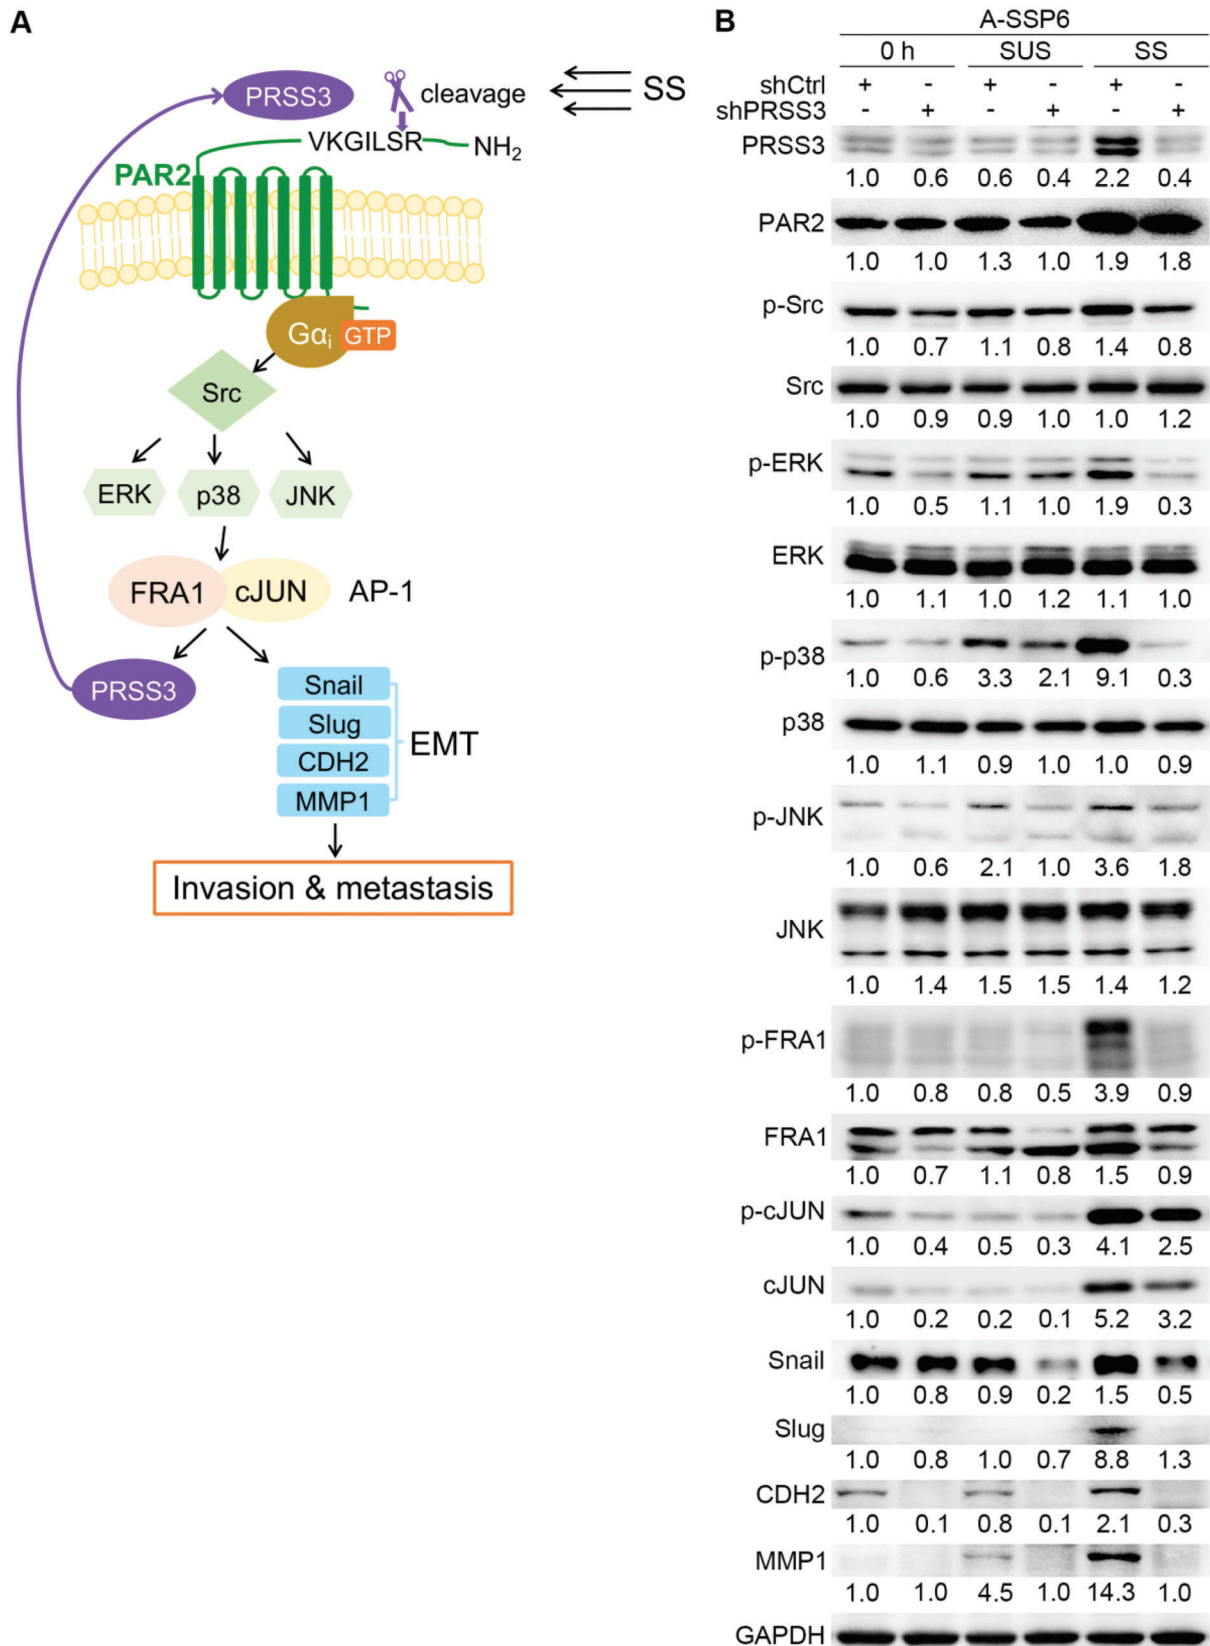 A
PRSS3
cleavage
SS
VKGILSR
NH2
PAR2
Gαi
GTP
Src
ERK
p38
JNK
FRA1
cJUN
AP-1
PRSS3
Snail
Slug
CDH2
MMP1
EMT
Invasion & metastasis
B
A-SSP6
0 h SUS SS
shCtrl + - + - + -
shPRSS3 - + - + - +
PRSS3
1.0 0.6 0.6 0.4 2.2 0.4
PAR2
1.0 1.0 1.3 1.0 1.9 1.8
p-Src
1.0 0.7 1.1 0.8 1.4 0.8
Src
1.0 0.9 0.9 1.0 1.0 1.2
p-ERK
1.0 0.5 1.1 1.0 1.9 0.3
ERK
1.0 1.1 1.0 1.2 1.1 1.0
p-p38
1.0 0.6 3.3 2.1 9.1 0.3
p38
1.0 1.1 0.9 1.0 1.0 0.9
p-JNK
1.0 0.6 2.1 1.0 3.6 1.8
JNK
1.0 1.4 1.5 1.5 1.4 1.2
p-FRA1
1.0 0.8 0.8 0.5 3.9 0.9
FRA1
1.0 0.7 1.1 0.8 1.5 0.9
p-cJUN
1.0 0.4 0.5 0.3 4.1 2.5
cJUN
1.0 0.2 0.2 0.1 5.2 3.2
Snail
1.0 0.8 0.9 0.2 1.5 0.5
Slug
1.0 0.8 1.0 0.7 8.8 1.3
CDH2
1.0 0.1 0.8 0.1 2.1 0.3
MMP1
1.0 1.0 4.5 1.0 14.3 1.0
GAPDH